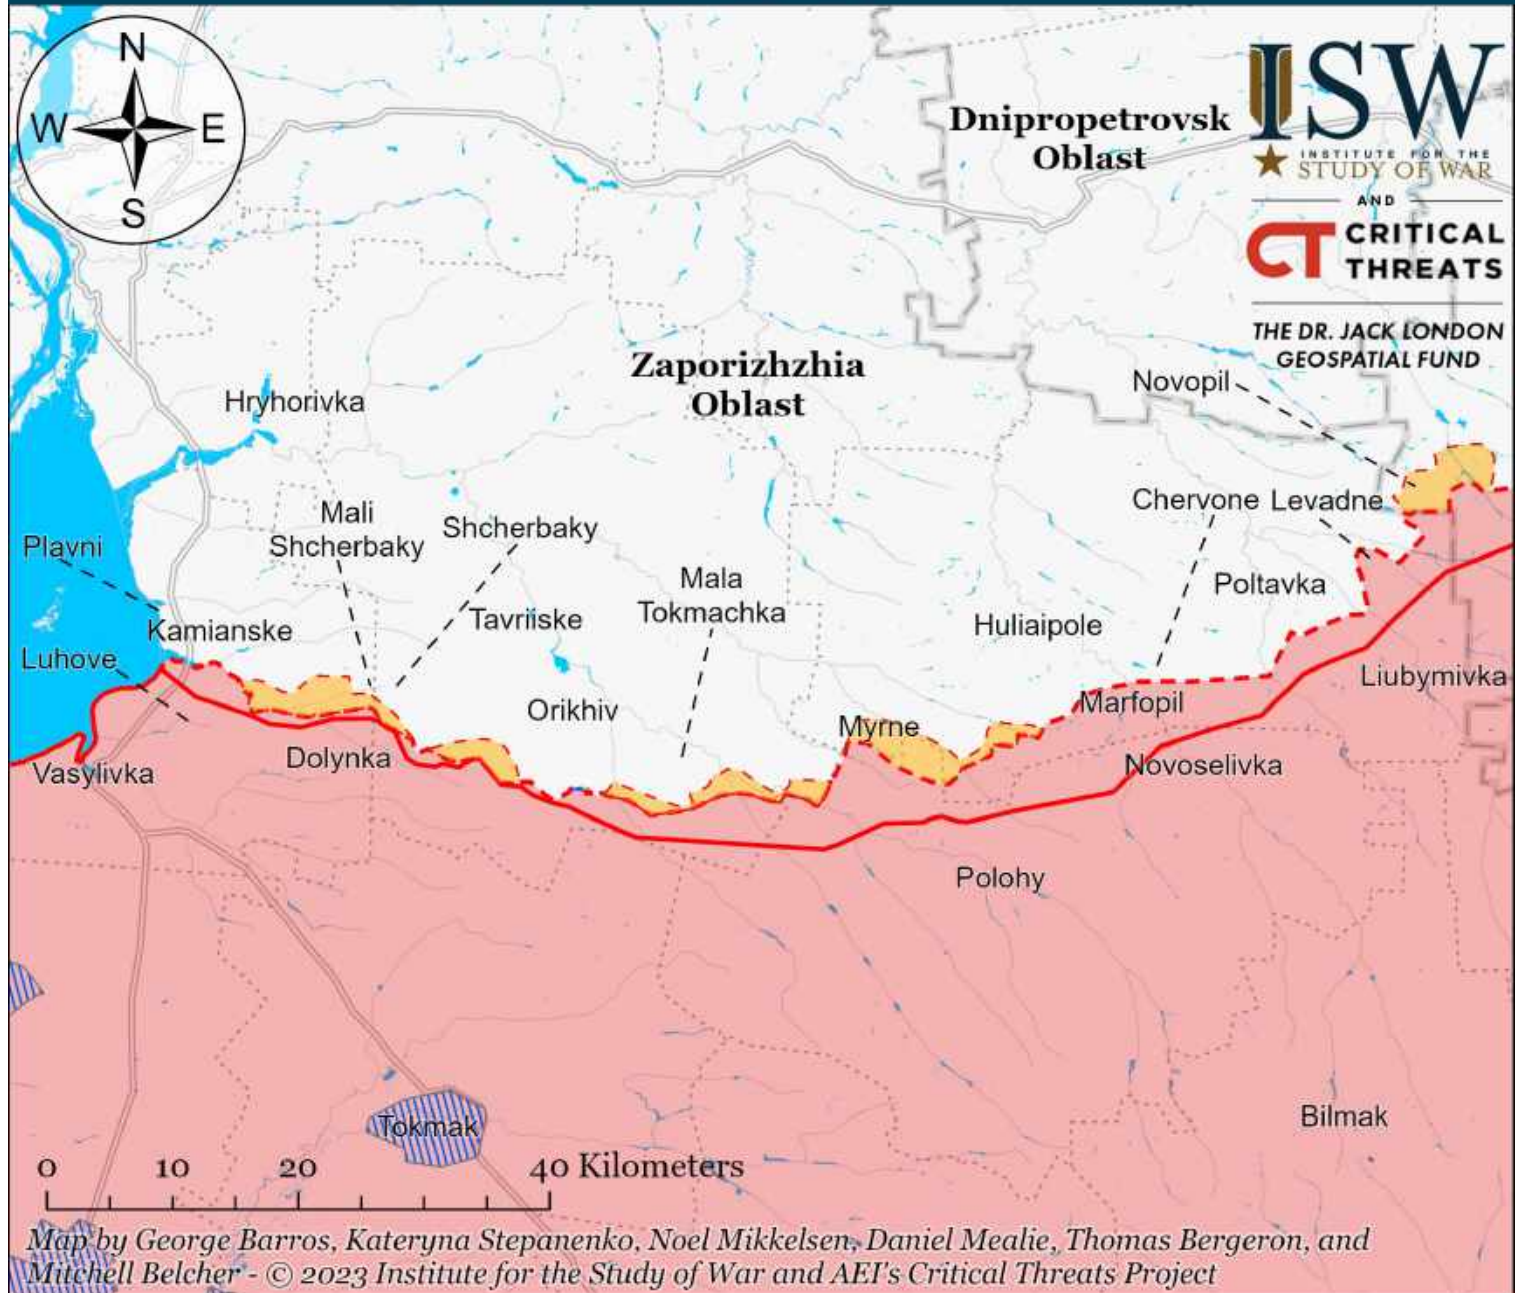 N
W E
S
ISW
INSTITUTE FOR THE
STUDY OF WAR
AND
CT CRITICAL
THREATS
THE DR. JACK LONDON
GEOSPATIAL FUND
Dnipropetrovsk
Oblast
Zaporizhzhia
Oblast
Novopil
Hryhorivka
Chervone
Levadne
Mali
Shcherbaky
Shcherbaky
Plavni
Mala
Tokmachka
Poltavka
Tavriiske
Huliaipole
Kamianske
Luhove
Liubymivka
Orikhiv
Marfopil
Myrne
Dolynka
Vasylivka
Novoselivka
Polohy
Tokmak
Bilmak
0 10 20 40 Kilometers
Map by George Barros, Kateryna Stepanenko, Noel Mikkelsen, Daniel Mealie, Thomas Bergeron, and
Mitchell Belcher - © 2023 Institute for the Study of War and AEI's Critical Threats Project